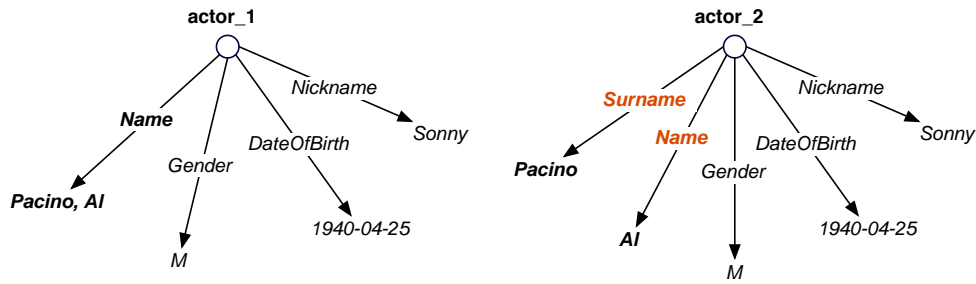 actor_1
Nickname
Name
Sonny
DateOfBirth
Gender
Pacino, Al
1940-04-25
M
actor_2
Nickname
Surname
Sonny
Name
DateOfBirth
Pacino
Gender
1940-04-25
Al
M